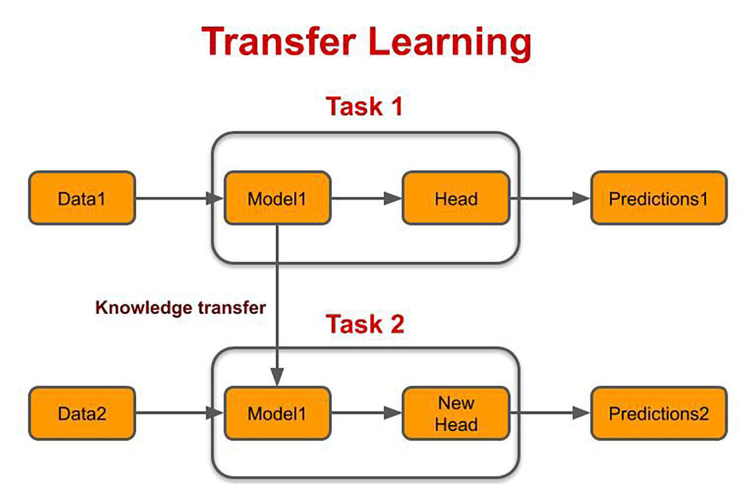 Transfer Learning
Task 1
Data1
Model1
Head
Predictions1
Knowledge transfer
Task 2
Data2
Model1
New
Head
Predictions2